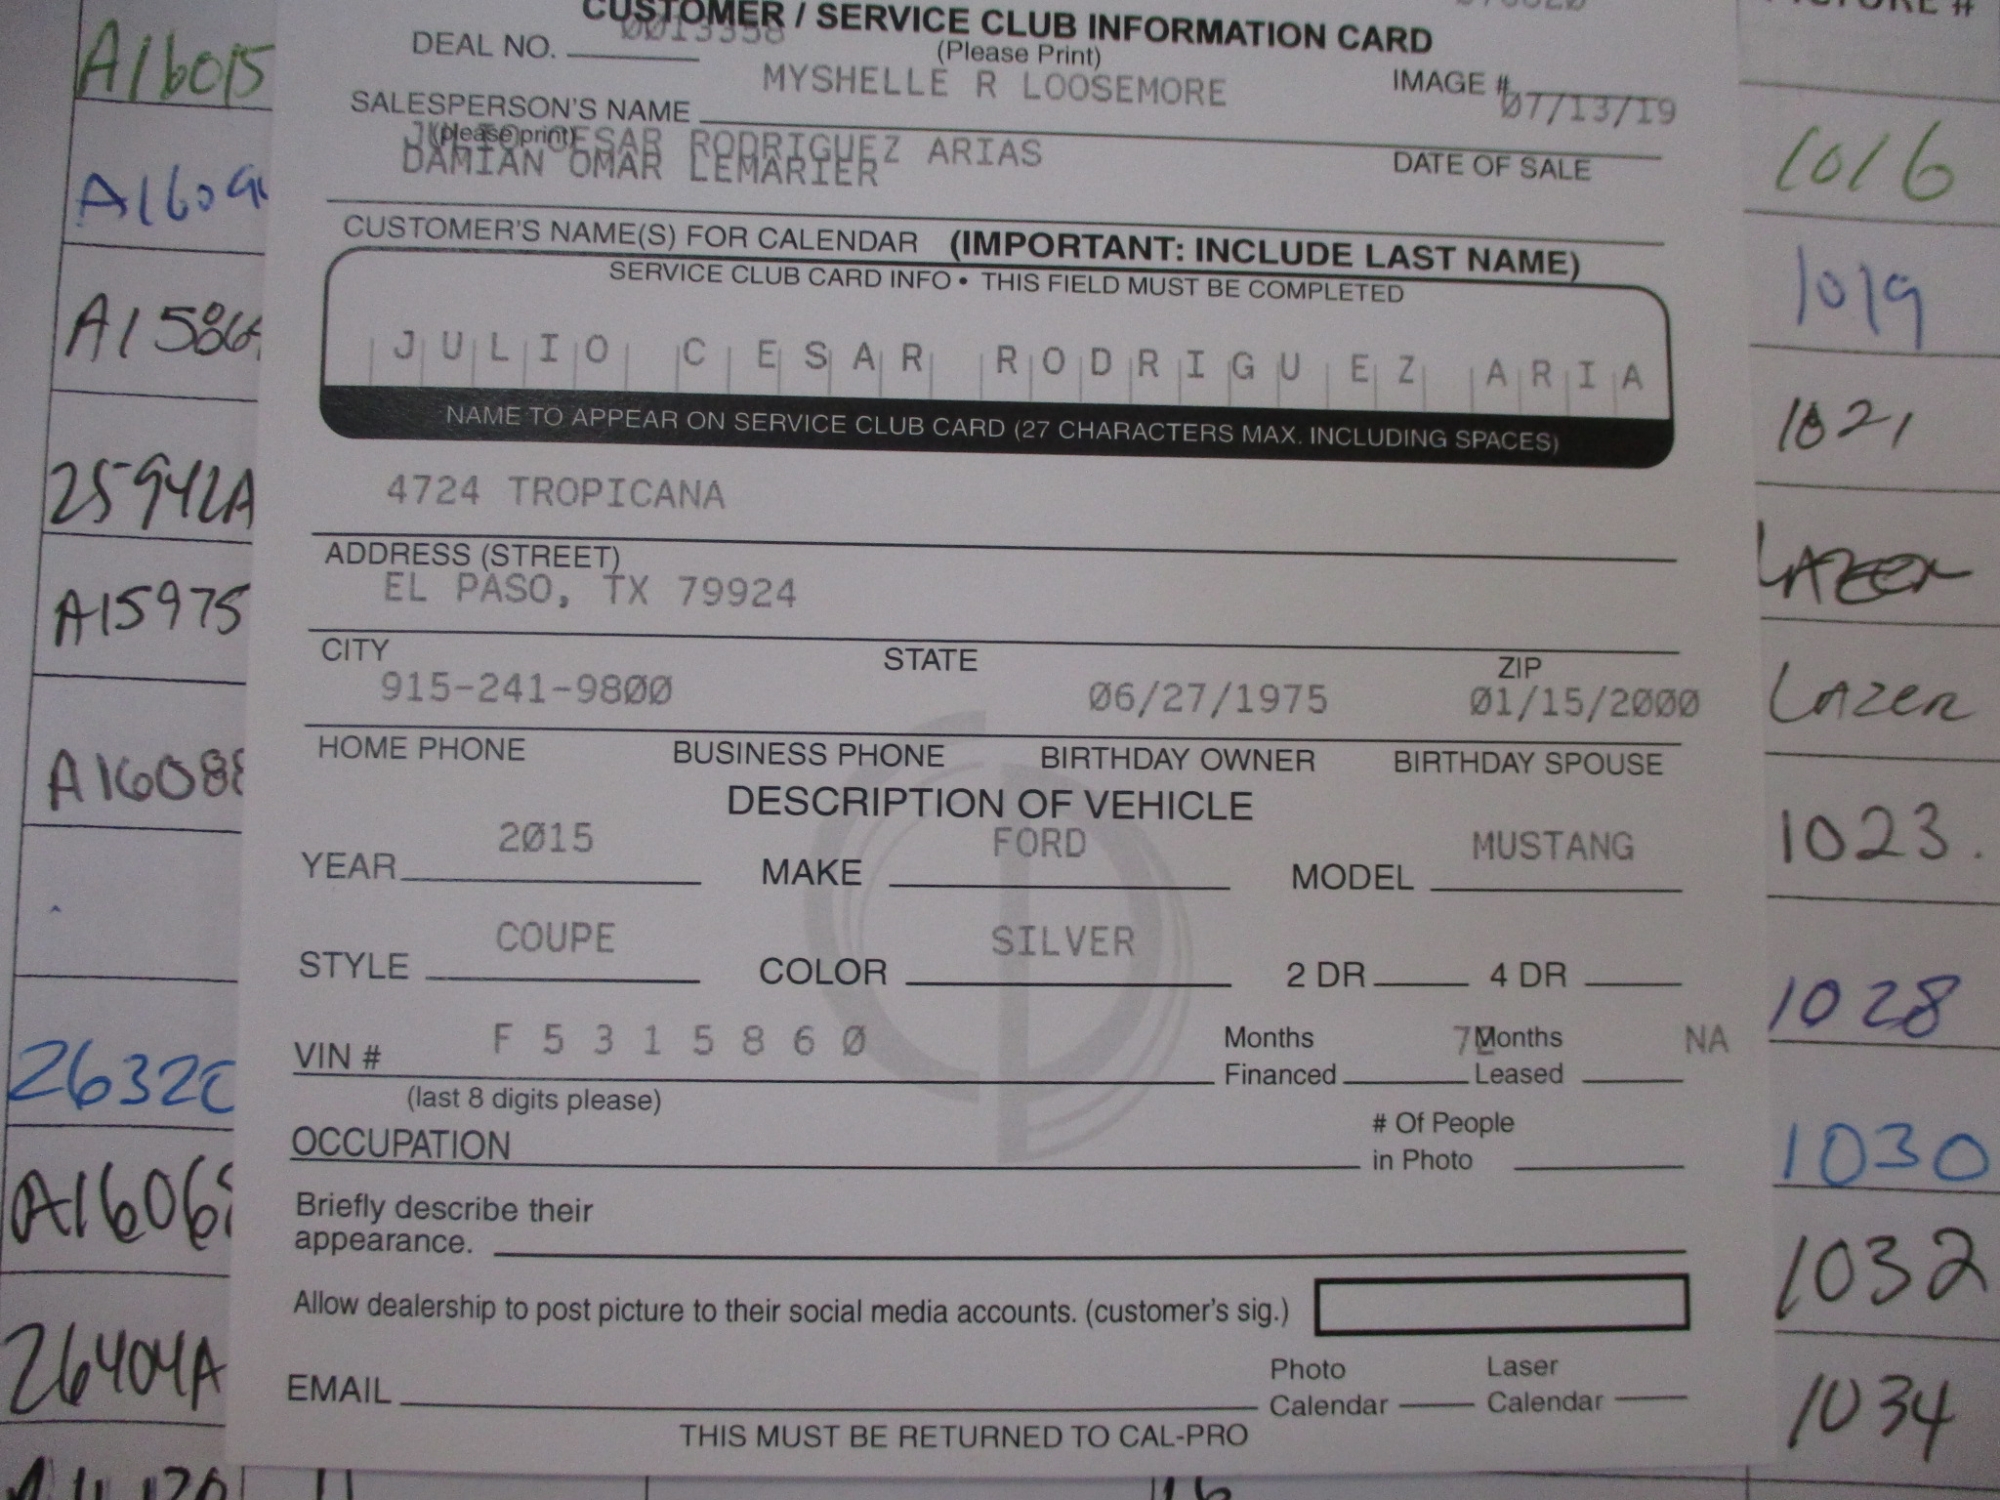 CUSTOMER / SERVICE CLUB INFORMATION CARD
DEAL NO. 0013358
(Please Print)
MYSHELLE R LOOSEMORE
IMAGE #
07/13/19
SALESPERSON'S NAME
(please print)
CESAR RODRIGUEZ ARIAS
DAMIAN OMAR LEMARIER
DATE OF SALE
CUSTOMER'S NAME(S) FOR CALENDAR (IMPORTANT: INCLUDE LAST NAME)
SERVICE CLUB CARD INFO • THIS FIELD MUST BE COMPLETED
JULIO CESAR RODRIGUEZ ARIA
NAME TO APPEAR ON SERVICE CLUB CARD (27 CHARACTERS MAX. INCLUDING SPACES)
4724 TROPICANA
ADDRESS (STREET)
EL PASO, TX 79924
CITY STATE ZIP
915-241-9800 06/27/1975 01/15/2000
HOME PHONE BUSINESS PHONE BIRTHDAY OWNER BIRTHDAY SPOUSE
DESCRIPTION OF VEHICLE
YEAR 2015 MAKE FORD MODEL MUSTANG
STYLE COUPE COLOR SILVER 2 DR 4 DR
VIN # F5315860 Months Financed Months Leased NA
(last 8 digits please)
OCCUPATION # Of People in Photo
Briefly describe their
appearance.
Allow dealership to post picture to their social media accounts. (customer's sig.)
EMAIL Photo Calendar Laser Calendar
THIS MUST BE RETURNED TO CAL-PRO
A16015
25942A
A15975
26404A
1016
1019
1021
LAZER
LAZER
1023.
1028
1030
1032
1034